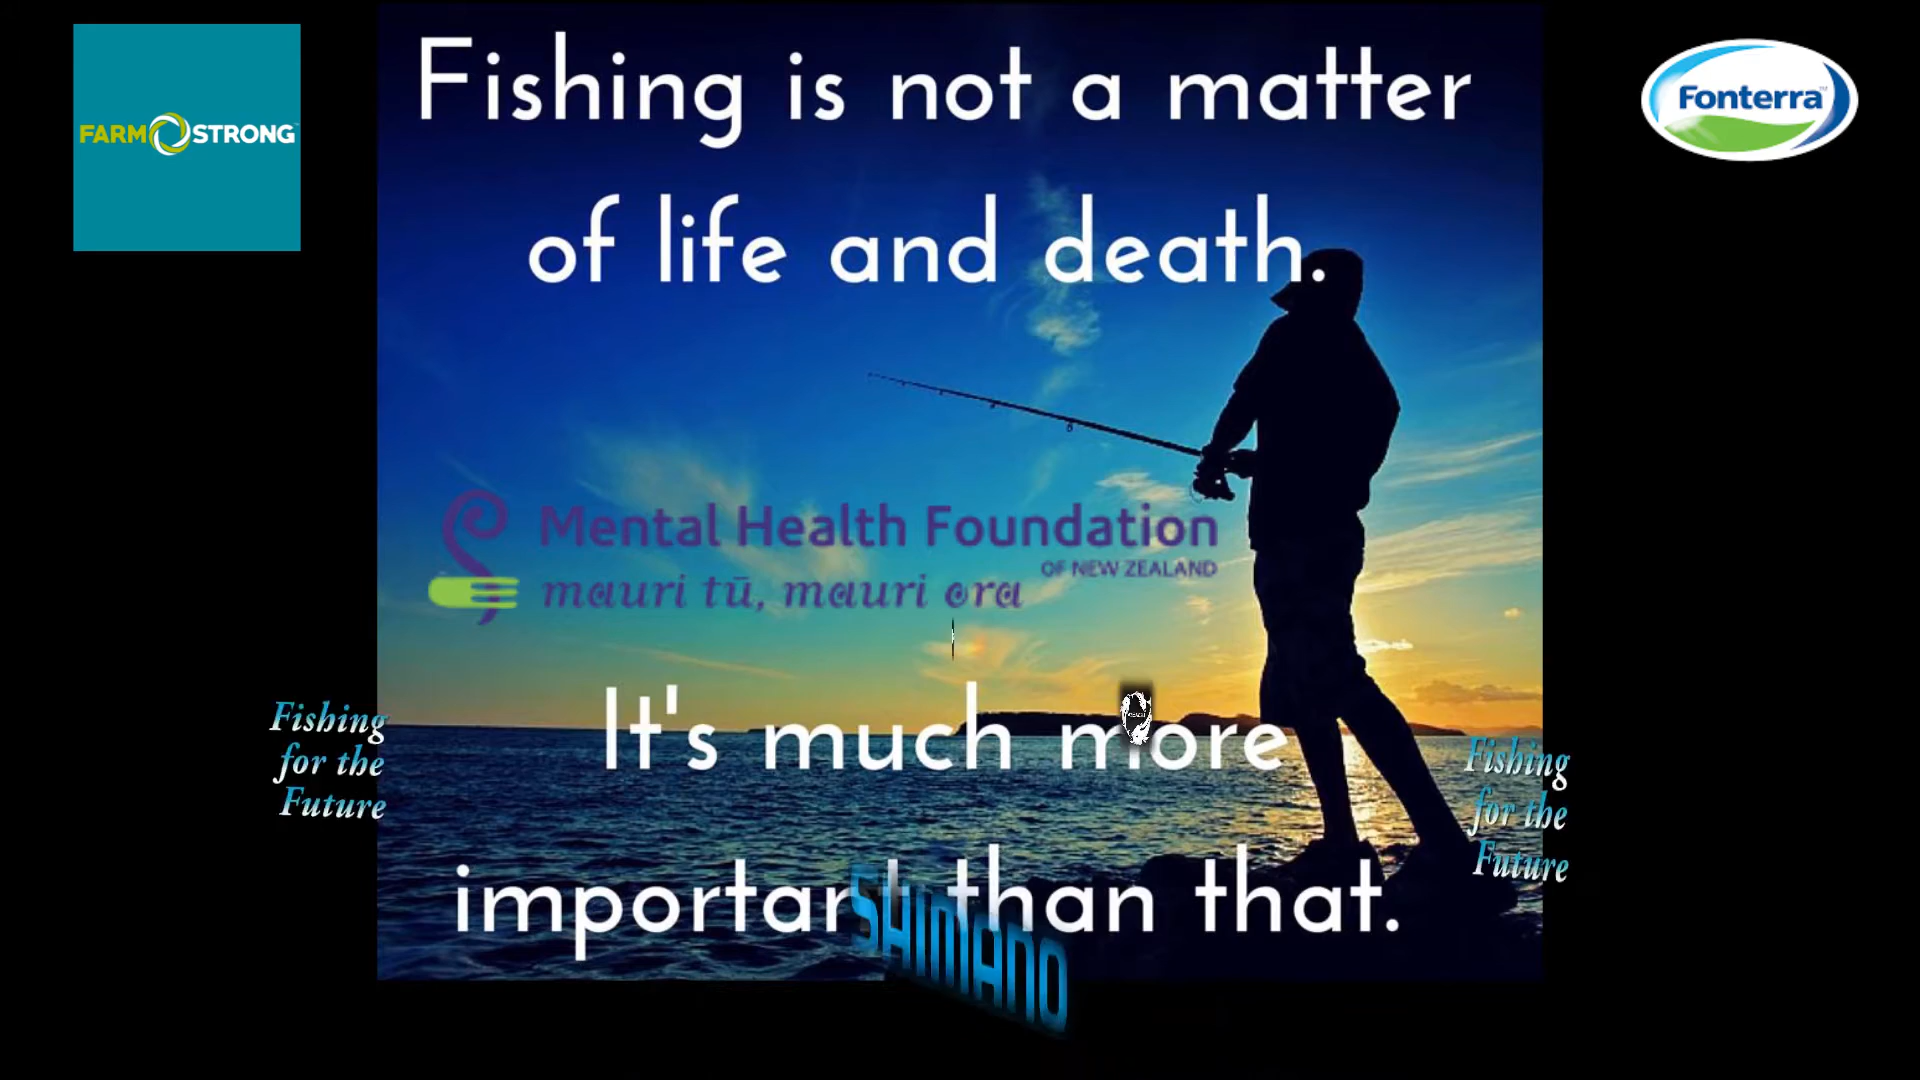 Fishing is not a matter
of life and death.
FARM STRONG
Fonterra
Mental Health Foundation
OF NEW ZEALAND
mauri tū, mauri ora
It's much more
important than that.
Fishing
for the
Future
Fishing
for the
Future
SHIMANO